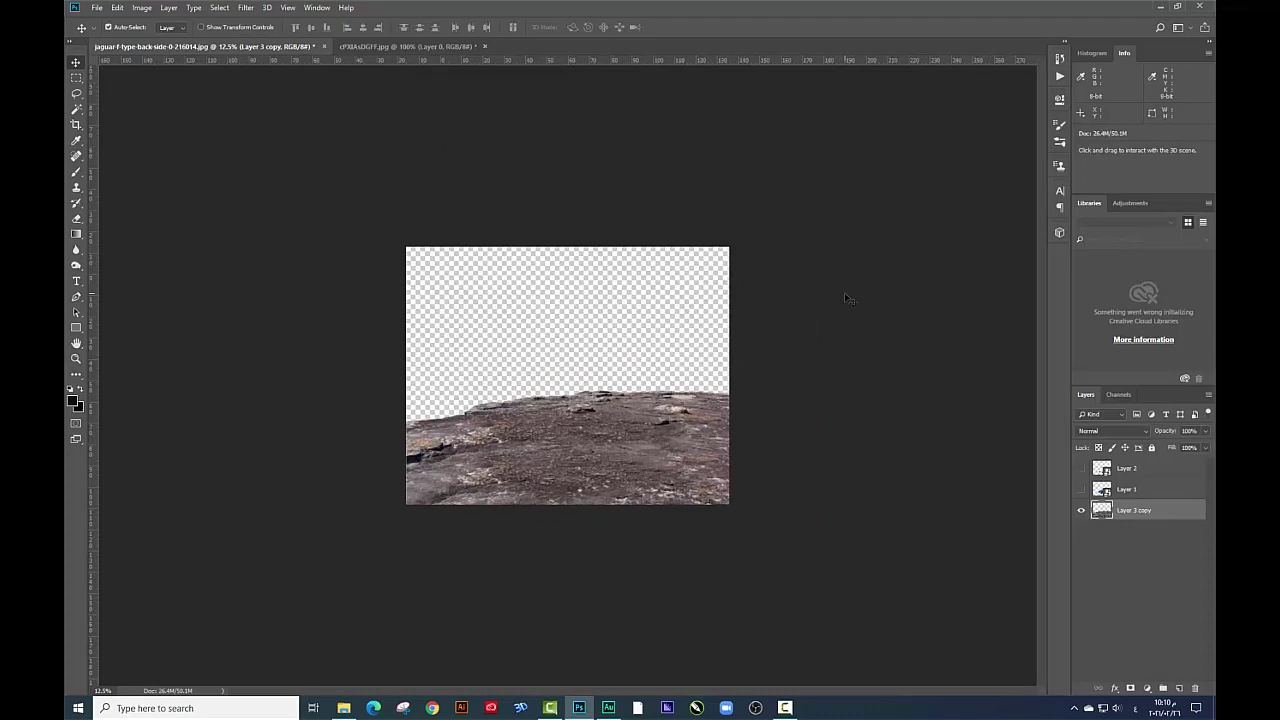 File Edit Image Layer Type Select Filter 3D View Window Help
Auto-Select: Layer Show Transform Controls 3D Mode:
jaguar-f-type-back-side-0-216014.jpg @ 12.5% (Layer 3 copy, RGB/8#) *
cPXIAsDGFF.jpg @ 100% (Layer 0, RGB/8#) *
Histogram Info
R: G: B: C: M: Y: K:
8-bit 8-bit
X: Y: W: H:
Doc: 26.4M/50.1M
Click and drag to interact with the 3D scene.
Libraries Adjustments
Something went wrong initializing
Creative Cloud Libraries
More information
Layers Channels
Kind
Normal Opacity: 100%
Lock: Fill: 100%
Layer 2
Layer 1
Layer 3 copy
12.5% Doc: 26.4M/50.1M
Type here to search